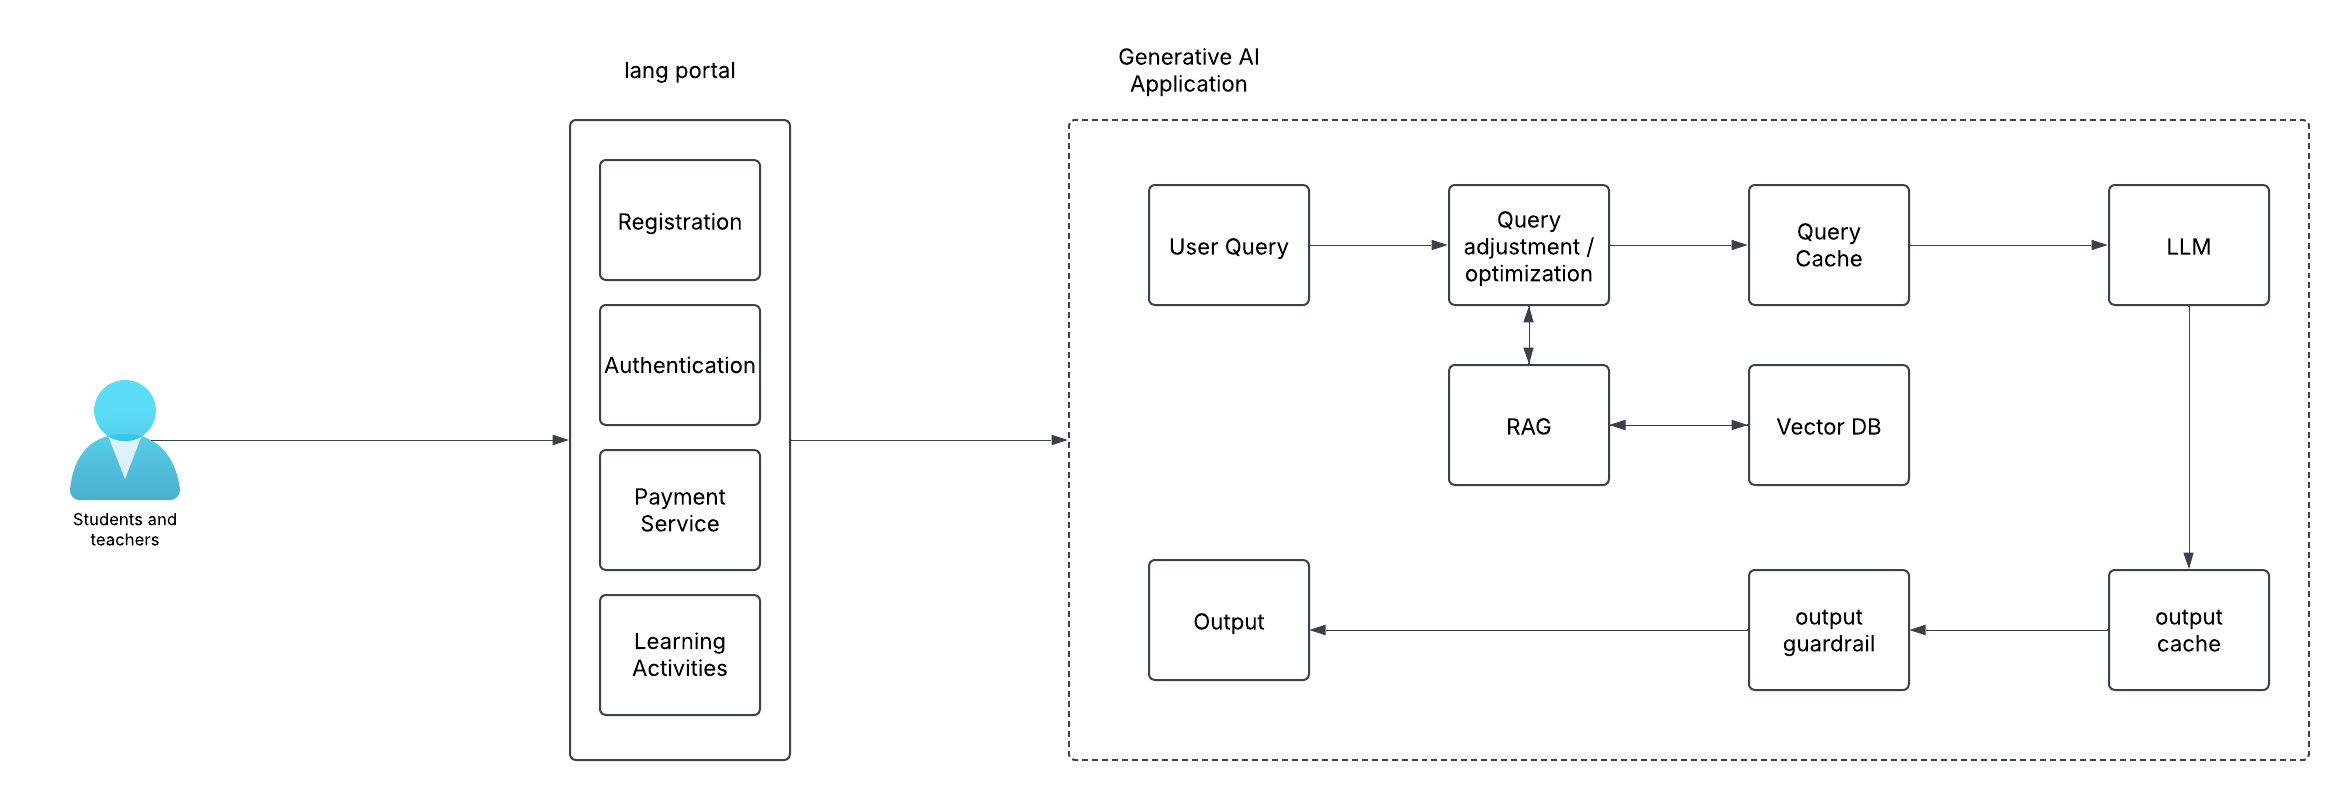 Students and
teachers
lang portal
Registration
Authentication
Payment
Service
Learning
Activities
Generative AI
Application
User Query
Query
adjustment /
optimization
Query
Cache
LLM
RAG
Vector DB
Output
output
guardrail
output
cache